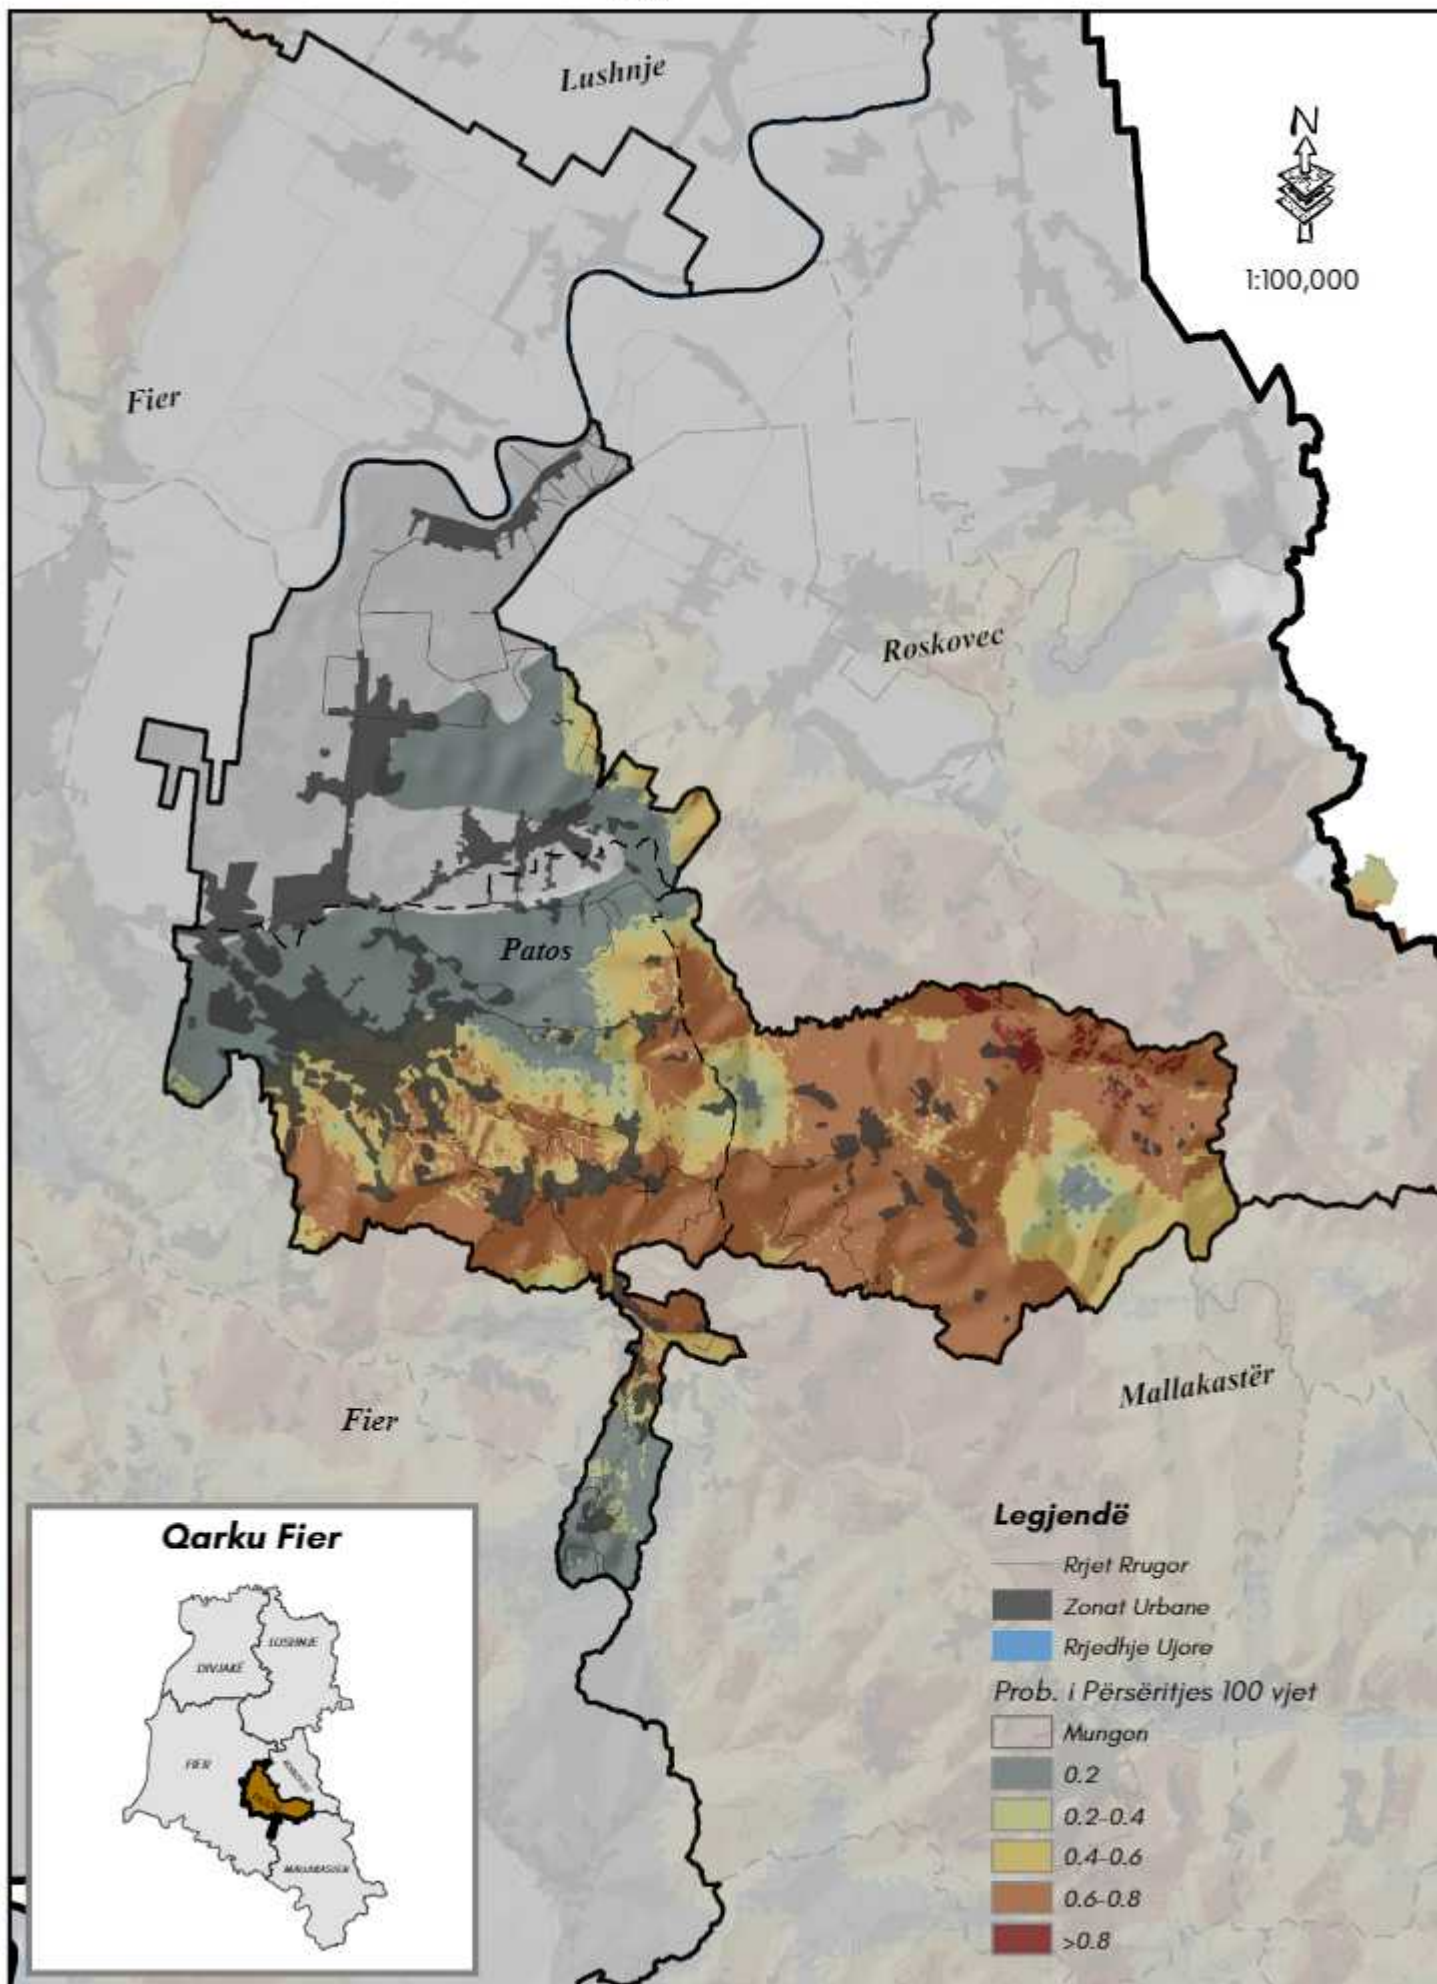 Lushnje
N
1:100,000
Fier
Roskovec
Patos
Mallakastër
Fier
Qarku Fier
LUSHNJE
DIVJAKË
FIER
Legjendë
Rrjet Rrugor
Zonat Urbane
Rrjedhje Ujore
Prob. i Përsëritjes 100 vjet
Mungon
0.2
0.2-0.4
0.4-0.6
0.6-0.8
>0.8